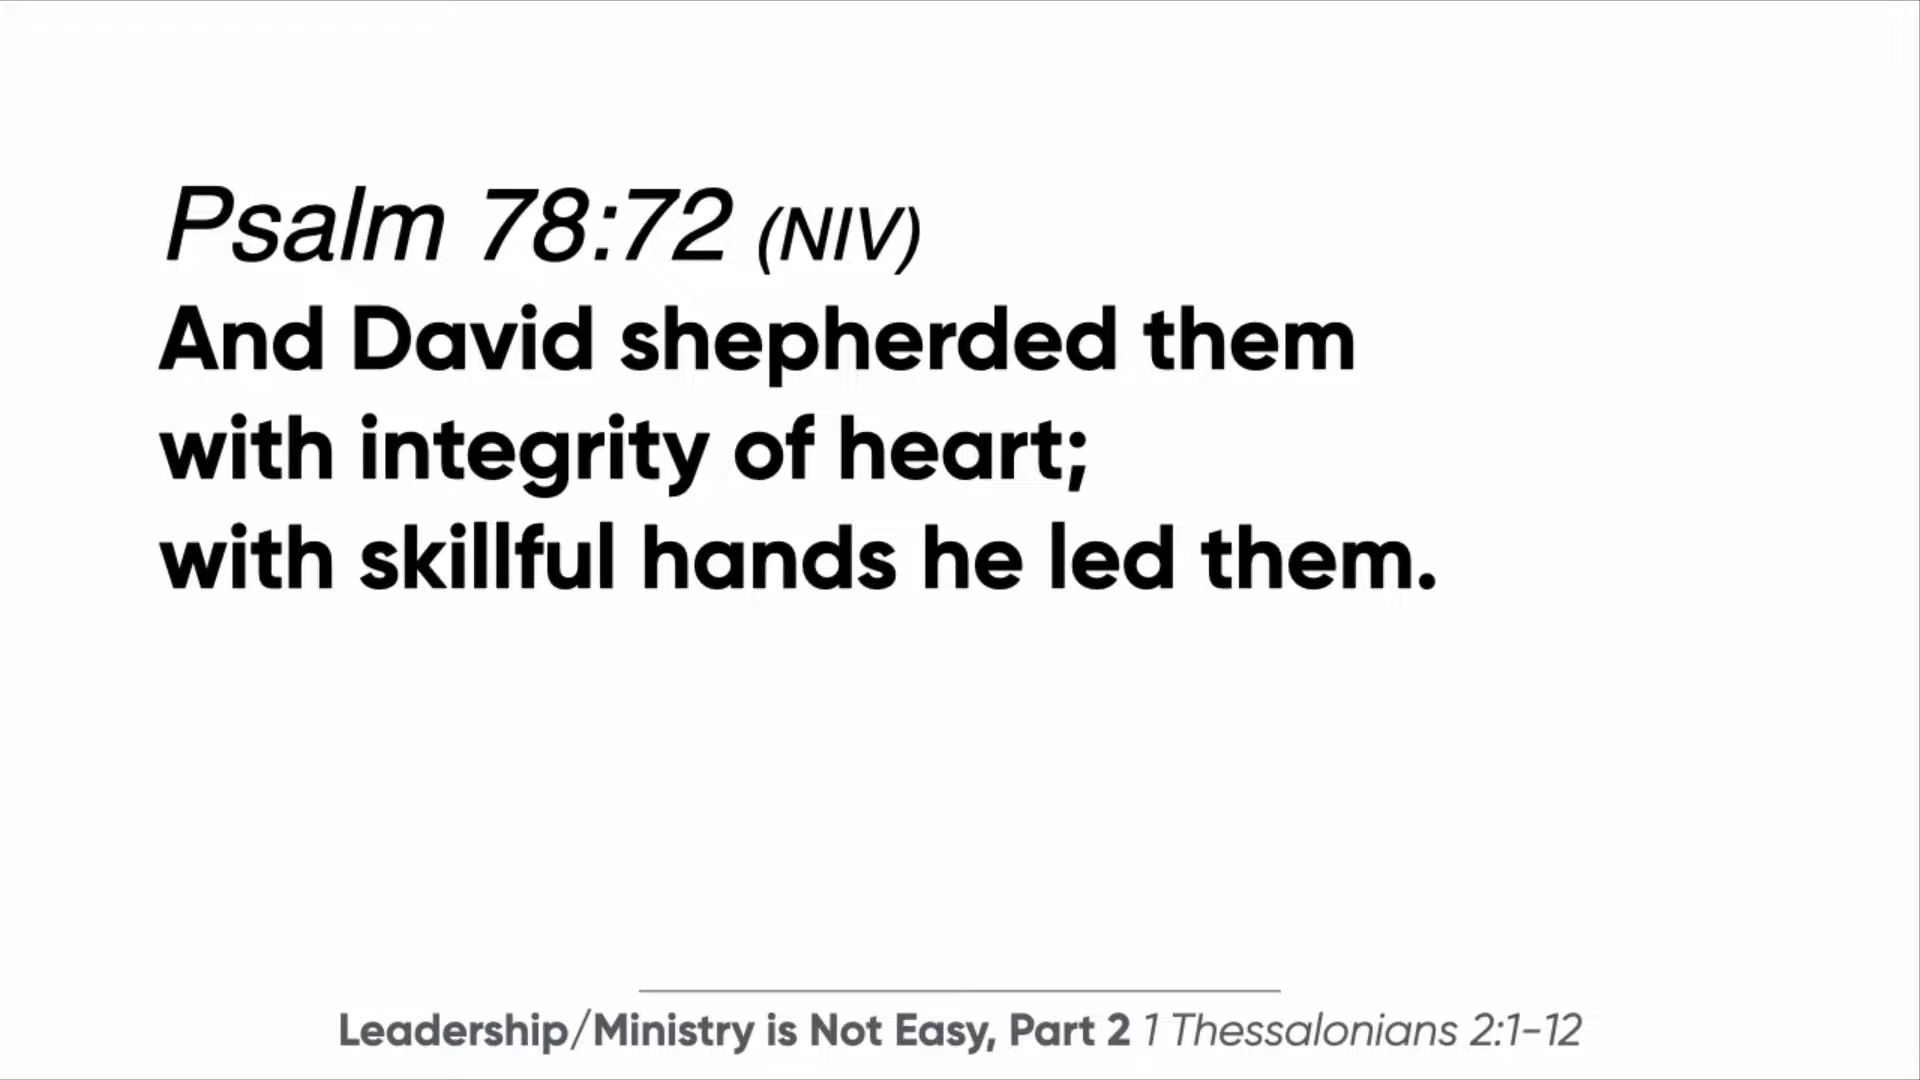 Psalm 78:72 (NIV)
And David shepherded them
with integrity of heart;
with skillful hands he led them.
Leadership/Ministry is Not Easy, Part 2 1 Thessalonians 2:1–12